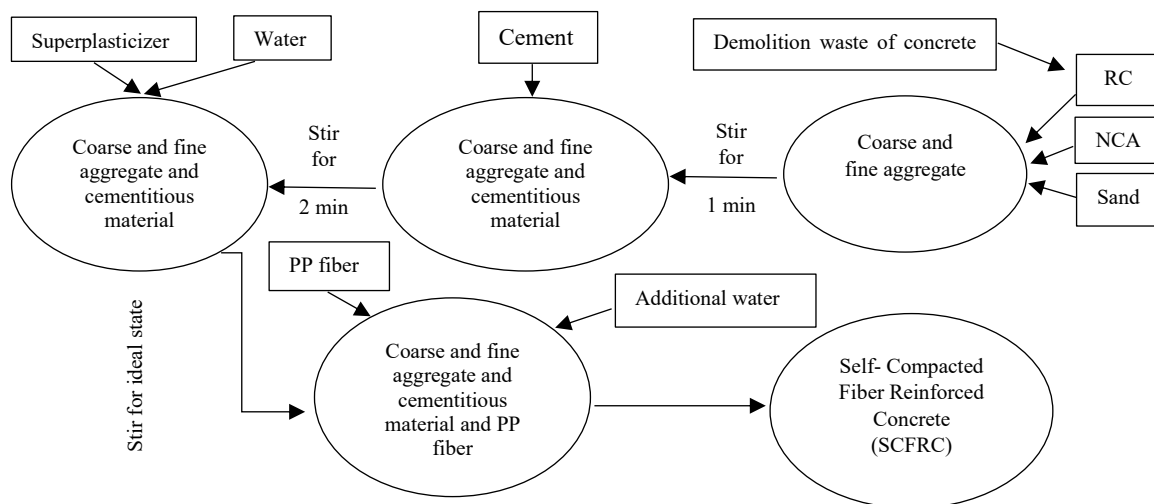 Superplasticizer
Water
Cement
Demolition waste of concrete
RC
NCA
Sand
Coarse and
fine aggregate
Stir
for
1 min
Coarse and fine
aggregate and
cementitious
material
Stir
for
2 min
Coarse and fine
aggregate and
cementitious
material
Stir for ideal state
PP fiber
Additional water
Coarse and fine
aggregate and
cementitious
material and PP
fiber
Self- Compacted
Fiber Reinforced
Concrete
(SCFRC)